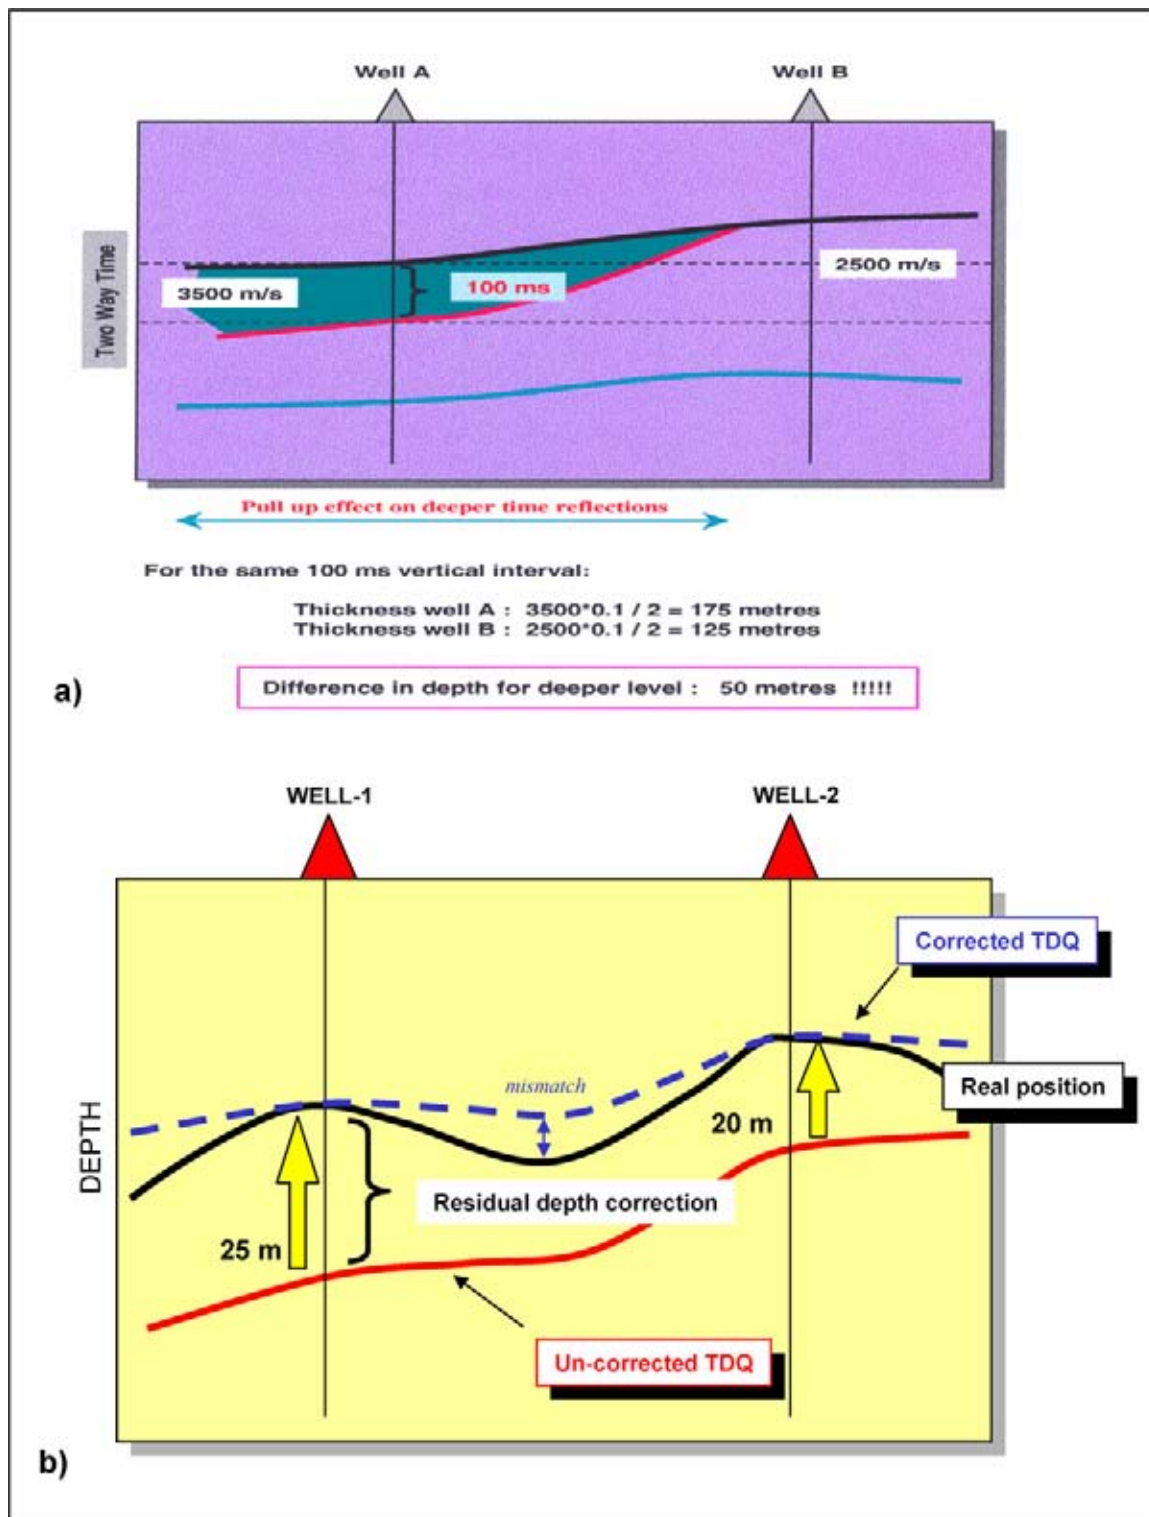 Well A
Well B
Two Way Time
3500 m/s
100 ms
2500 m/s
Pull up effect on deeper time reflections
For the same 100 ms vertical interval:
Thickness well A : 3500*0.1 / 2 = 175 metres
Thickness well B : 2500*0.1 / 2 = 125 metres
a)
Difference in depth for deeper level : 50 metres !!!!!
WELL-1
WELL-2
Corrected TDQ
mismatch
Real position
DEPTH
20 m
Residual depth correction
25 m
Un-corrected TDQ
b)